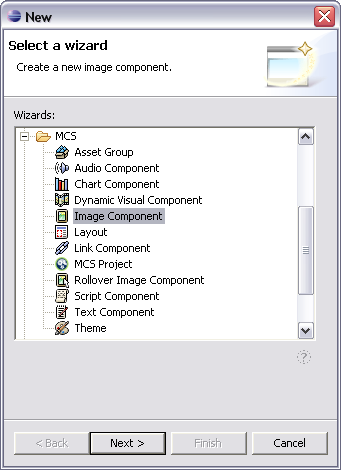 New
Select a wizard
Create a new image component.
Wizards:
MCS
Asset Group
Audio Component
Chart Component
Dynamic Visual Component
Image Component
Layout
Link Component
MCS Project
Rollover Image Component
Script Component
Text Component
Theme
?
< Back
Next >
Finish
Cancel